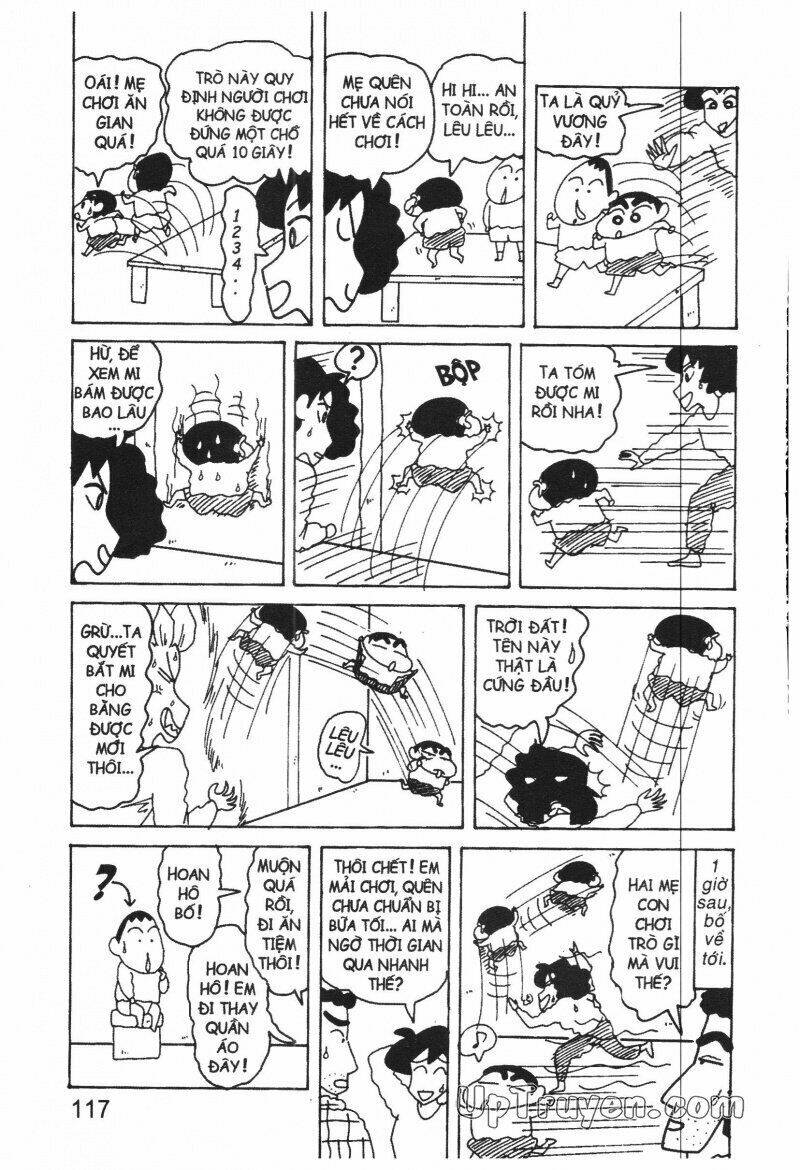 TA LÀ QUỶ
VƯƠNG
ĐÂY!
HI HI... AN
TOÀN RỒI,
LÊU LÊU...
MẸ QUÊN
CHƯA NÓI
HẾT VỀ CÁCH
CHƠI!
TRÒ NÀY QUY
ĐỊNH NGƯỜI CHƠI
KHÔNG ĐƯỢC
ĐỨNG MỘT CHỖ
QUÁ 10 GIÂY!
1
2
3
4
...
OÁI! MẸ
CHƠI ĂN
GIAN
QUÁ!
TA TÓM
ĐƯỢC MI
RỒI NHA!
BỘP
?
HỪ, ĐỂ
XEM MI
BÁM ĐƯỢC
BAO LÂU
...
TRỜI ĐẤT!
TÊN NÀY
THẬT LÀ
CỨNG ĐẦU!
LÊU
LÊU
...
GRỪ...TA
QUYẾT
BẮT MI
CHO
BẰNG
ĐƯỢC
MỚI
THÔI...
1
giờ
sau,
bố
về
tới.
HAI MẸ
CON
CHƠI
TRÒ GÌ
MÀ VUI
THẾ?
THÔI CHẾT! EM
MẢI CHƠI, QUÊN
CHƯA CHUẨN BỊ
BỮA TỐI... AI MÀ
NGỜ THỜI GIAN
QUA NHANH
THẾ?
MUỘN
QUÁ
RỒI,
ĐI ĂN
TIỆM
THÔI!
HOAN
HÔ
BỐ!
HOAN
HÔ! EM
ĐI THAY
QUẦN
ÁO
ĐÂY!
?
117
UpTruyen.com